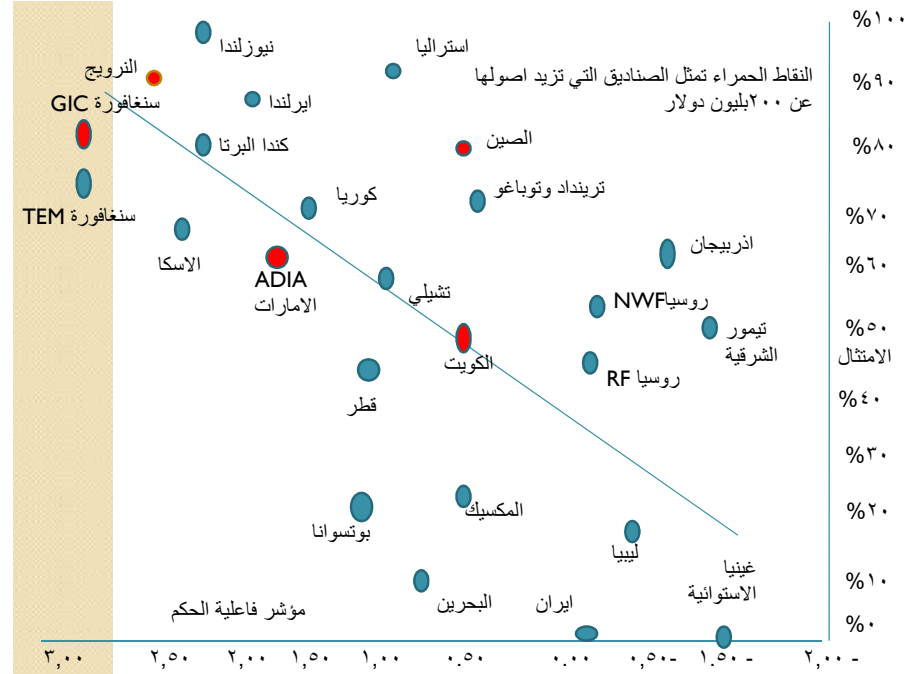 %١٠٠
نيوزلندا
استراليا
النرويج
النقاط الحمراء تمثل الصناديق التي تزيد اصولها
عن ٢٠٠بليون دولار
%٩٠
ايرلندا
سنغافورة GIC
كندا البرتا
الصين
%٨٠
كوريا
تريندا‌د وتوباغو
سنغافورة TEM
%٧٠
اذربيجان
الاسكا
%٦٠
ADIA
الامارات
تشيلي
روسياNWF
تيمور
الشرقية
%٥٠
الامتثال
الكويت
روسيا RF
قطر
%٤٠
%٣٠
المكسيك
%٢٠
بوتسوانا
ليبيا
غينيا
الاستوائية
%١٠
ايران
البحرين
مؤشر فاعلية الحكم
%٠
٣,٠٠
٢,٥٠
٢,٠٠
١,٥٠
١,٠٠
٠.٥٠
٠.٠٠
٠,٥٠-
١.٥٠ -
٢,٠٠ -